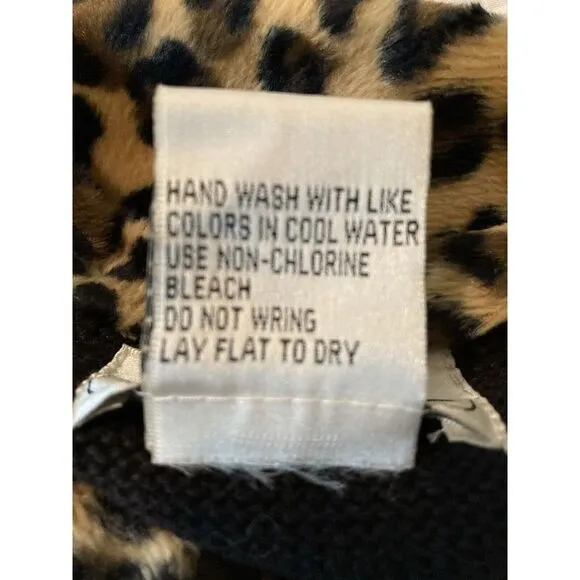 HAND WASH WITH LIKE
COLORS IN COOL WATER
USE NON-CHLORINE
BLEACH
DO NOT WRING
LAY FLAT TO DRY